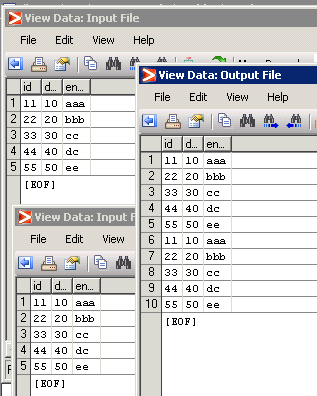 View Data: Input File
File Edit View Help
id d... en...
1 11 10 aaa
2 22 20 bbb
3 33 30 cc
4 44 40 dc
5 55 50 ee
[EOF]
View Data: Output File
File Edit View Help
id d... en...
1 11 10 aaa
2 22 20 bbb
3 33 30 cc
4 44 40 dc
5 55 50 ee
6 11 10 aaa
7 22 20 bbb
8 33 30 cc
9 44 40 dc
10 55 50 ee
[EOF]
View Data: Input F
File Edit View
id d... en...
1 11 10 aaa
2 22 20 bbb
3 33 30 cc
4 44 40 dc
5 55 50 ee
[EOF]